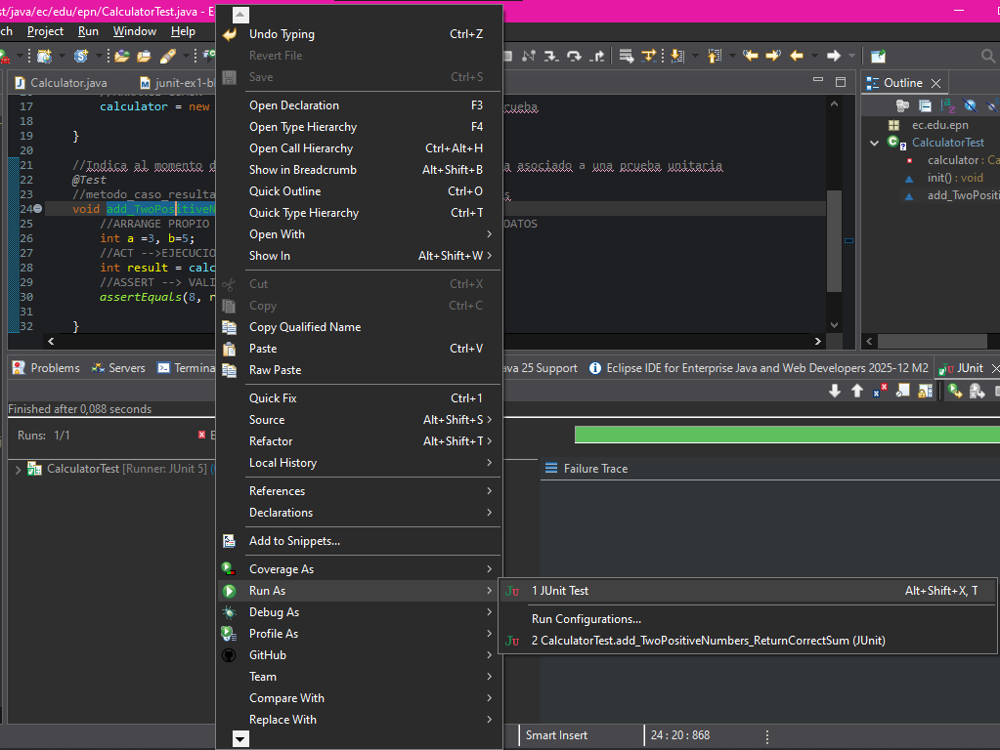 st/java/ec/edu/epn/CalculatorTest.java - E
rch Project Run Window Help
Calculator.java
junit-ex1-bl
17 calculator = new
rueba
18
19 }
20
21 //Indica al momento d
a asociado a una prueba unitaria
22 @Test
23 //metodo_caso_resulta
s
24 void add_TwoPositiveN
25 //ARRANGE PROPIO
DATOS
26 int a =3, b=5;
27 //ACT -->EJECUCIO
28 int result = calc
29 //ASSERT --> VALI
30 assertEquals(8, r
31
32 }
Undo Typing Ctrl+Z
Revert File
Save Ctrl+S
Open Declaration F3
Open Type Hierarchy F4
Open Call Hierarchy Ctrl+Alt+H
Show in Breadcrumb Alt+Shift+B
Quick Outline Ctrl+O
Quick Type Hierarchy Ctrl+T
Open With
Show In Alt+Shift+W
Cut Ctrl+X
Copy Ctrl+C
Copy Qualified Name
Paste Ctrl+V
Raw Paste
Quick Fix Ctrl+1
Source Alt+Shift+S
Refactor Alt+Shift+T
Local History
References
Declarations
Add to Snippets...
Coverage As
Run As
Debug As
Profile As
GitHub
Team
Compare With
Replace With
1 JUnit Test Alt+Shift+X, T
Run Configurations...
2 CalculatorTest.add_TwoPositiveNumbers_ReturnCorrectSum (JUnit)
Outline
ec.edu.epn
CalculatorTest
calculator : Ca
init() : void
add_TwoPositi
Problems Servers Termina
ava 25 Support Eclipse IDE for Enterprise Java and Web Developers 2025-12 M2 JUnit
Finished after 0,088 seconds
Runs: 1/1 E
CalculatorTest [Runner: JUnit 5] (
Failure Trace
Smart Insert 24 : 20 : 868